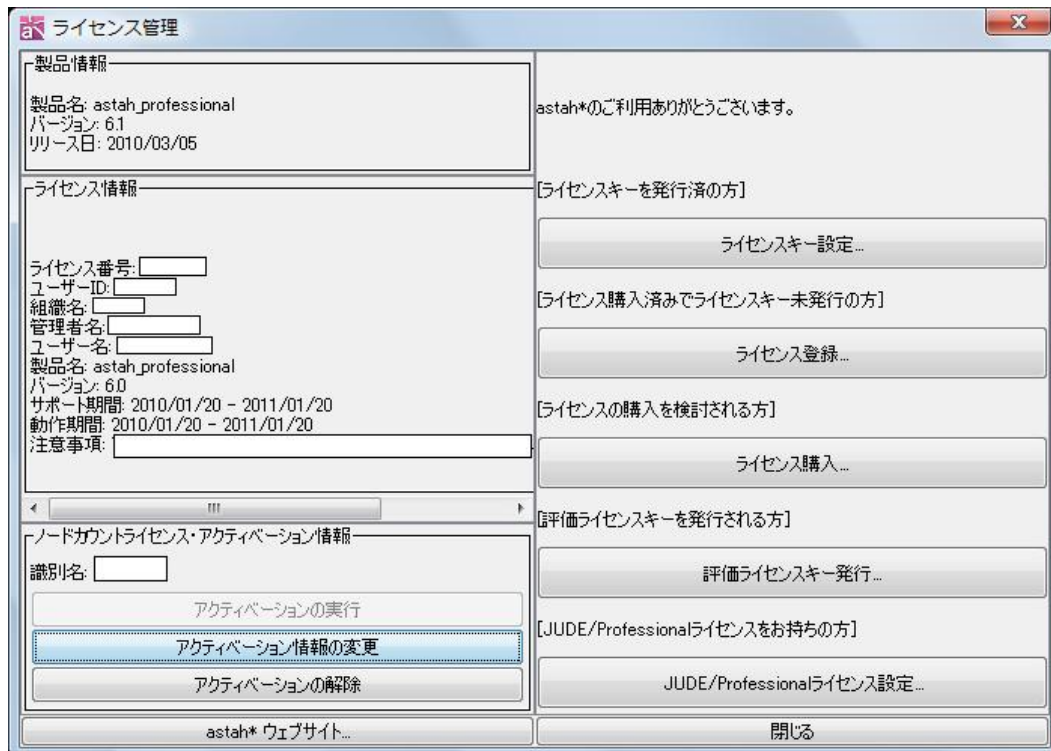 ライセンス管理
製品情報
製品名: astah_professional
バージョン: 6.1
リリース日: 2010/03/05
ライセンス情報
ライセンス番号:
ユーザーID:
組織名:
管理者名:
ユーザー名:
製品名: astah_professional
バージョン: 6.0
サポート期間: 2010/01/20 - 2011/01/20
動作期間: 2010/01/20 - 2011/01/20
注意事項:
ノードカウントライセンス・アクティベーション情報
識別名:
アクティベーションの実行
アクティベーション情報の変更
アクティベーションの解除
astah* ウェブサイト...
astah*のご利用ありがとうございます。
[ライセンスキーを発行済の方]
ライセンスキー設定...
[ライセンス購入済みでライセンスキー未発行の方]
ライセンス登録...
[ライセンスの購入を検討される方]
ライセンス購入...
[評価ライセンスキーを発行される方]
評価ライセンスキー発行...
[JUDE/Professionalライセンスをお持ちの方]
JUDE/Professionalライセンス設定...
閉じる